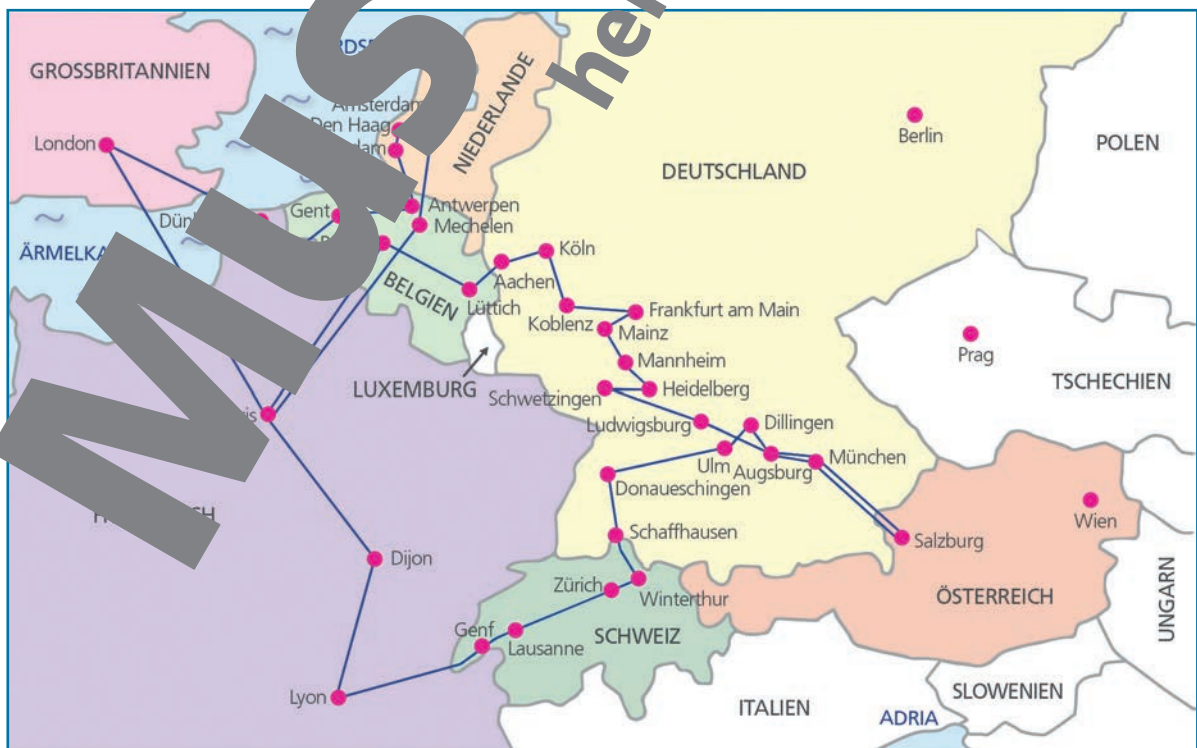 MUS
her
GROSSBRITANNIEN
London
Amsterdam
Den Haag
NIEDERLANDE
Berlin
POLEN
DEUTSCHLAND
Gent
Antwerpen
Mechelen
BELGIEN
Köln
Aachen
Lüttich
Koblenz
Frankfurt am Main
Mainz
Mannheim
Heidelberg
Schwetzingen
LUXEMBURG
Prag
TSCHECHIEN
Ludwigsburg
Dillingen
Ulm
Augsburg
München
Donaueschingen
Wien
Schaffhausen
Salzburg
Dijon
Zürich
Winterthur
ÖSTERREICH
UNGARN
Genf
Lausanne
SCHWEIZ
Lyon
ITALIEN
SLOWENIEN
ADRIA